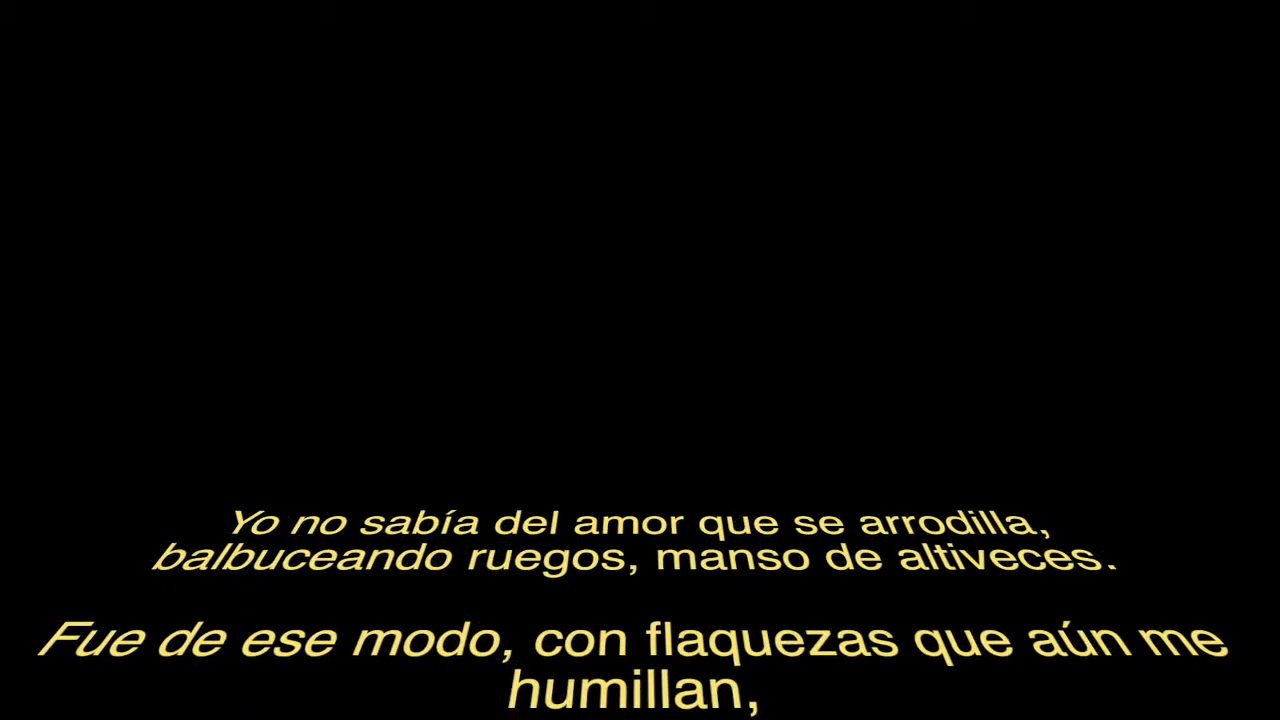 Yo no sabía del amor que se arrodilla,
balbuceando ruegos, manso de altiveces.
Fue de ese modo, con flaquezas que aún me
humillan,